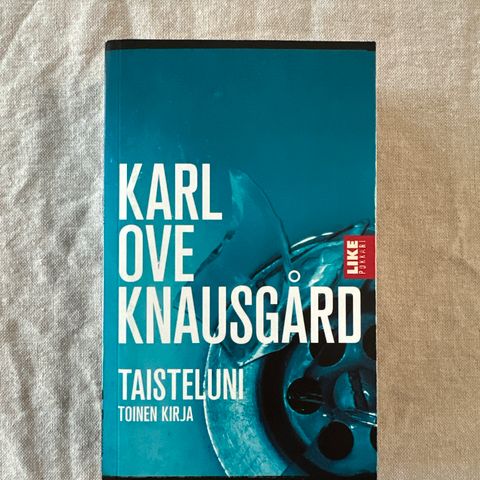 KARL
OVE
KNAUSGÅRD
TAISTELUNI
TOINEN KIRJA
LIKE
POKKARI